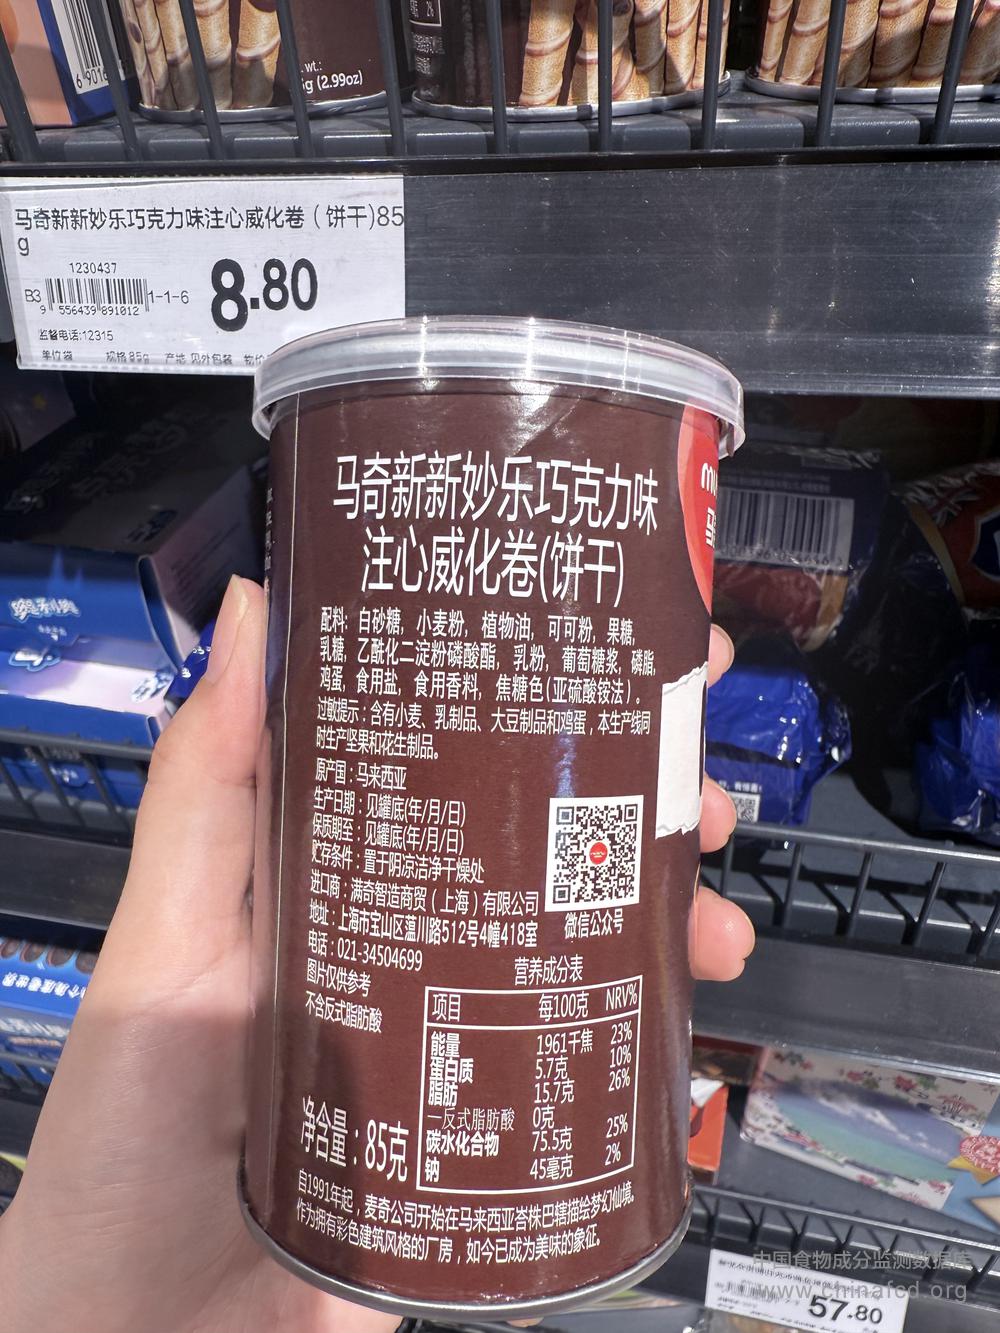 wt.:
g (2.99oz)
6 901
马奇新新妙乐巧克力味注心威化卷（饼干)85
g
1230437
B3
1-1-6
9 556439 891012
8.80
监督电话:12315
单位 袋 规格 85g 产地 见外包装
马奇新新妙乐巧克力味
注心威化卷(饼干)
配料: 白砂糖, 小麦粉, 植物油, 可可粉, 果糖,
乳糖, 乙酰化二淀粉磷酸酯, 乳粉, 葡萄糖浆, 磷脂,
鸡蛋, 食用盐, 食用香料, 焦糖色(亚硫酸铵法)。
过敏提示:含有小麦、乳制品、大豆制品和鸡蛋,本生产线同
时生产坚果和花生制品。
原产国:马来西亚
生产日期:见罐底(年/月/日)
保质期至:见罐底(年/月/日)
贮存条件:置于阴凉洁净干燥处
进口商:满奇智造商贸(上海)有限公司
地址:上海市宝山区蕰川路512号4幢418室
电话:021-34504699
图片仅供参考
不含反式脂肪酸
微信公众号
营养成分表
项目 每100克 NRV%
能量 1961千焦 23%
蛋白质 5.7克 10%
脂肪 15.7克 26%
—反式脂肪酸 0克
碳水化合物 75.5克 25%
钠 45毫克 2%
净含量:85克
自1991年起,麦奇公司开始在马来西亚峇株巴辖描绘梦幻仙境。
作为拥有彩色建筑风格的厂房,如今已成为美味的象征。
中国食物成分监测数据库
www.chinafcd.org
57.80